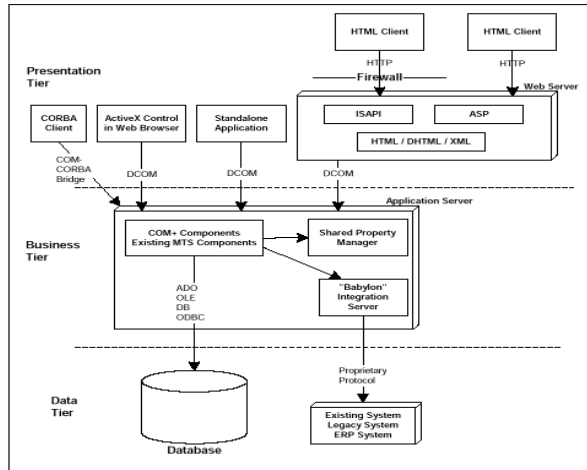 HTML Client
HTML Client
HTTP
HTTP
Presentation
Tier
Firewall
Web Server
ISAPI
ASP
HTML / DHTML / XML
CORBA
Client
ActiveX Control
in Web Browser
Standalone
Application
COM-
CORBA
Bridge
DCOM
DCOM
DCOM
Application Server
Business
Tier
COM+ Components
Existing MTS Components
Shared Property
Manager
"Babylon"
Integration
Server
ADO
OLE
DB
ODBC
Proprietary
Protocol
Data
Tier
Existing System
Legacy System
ERP System
Database